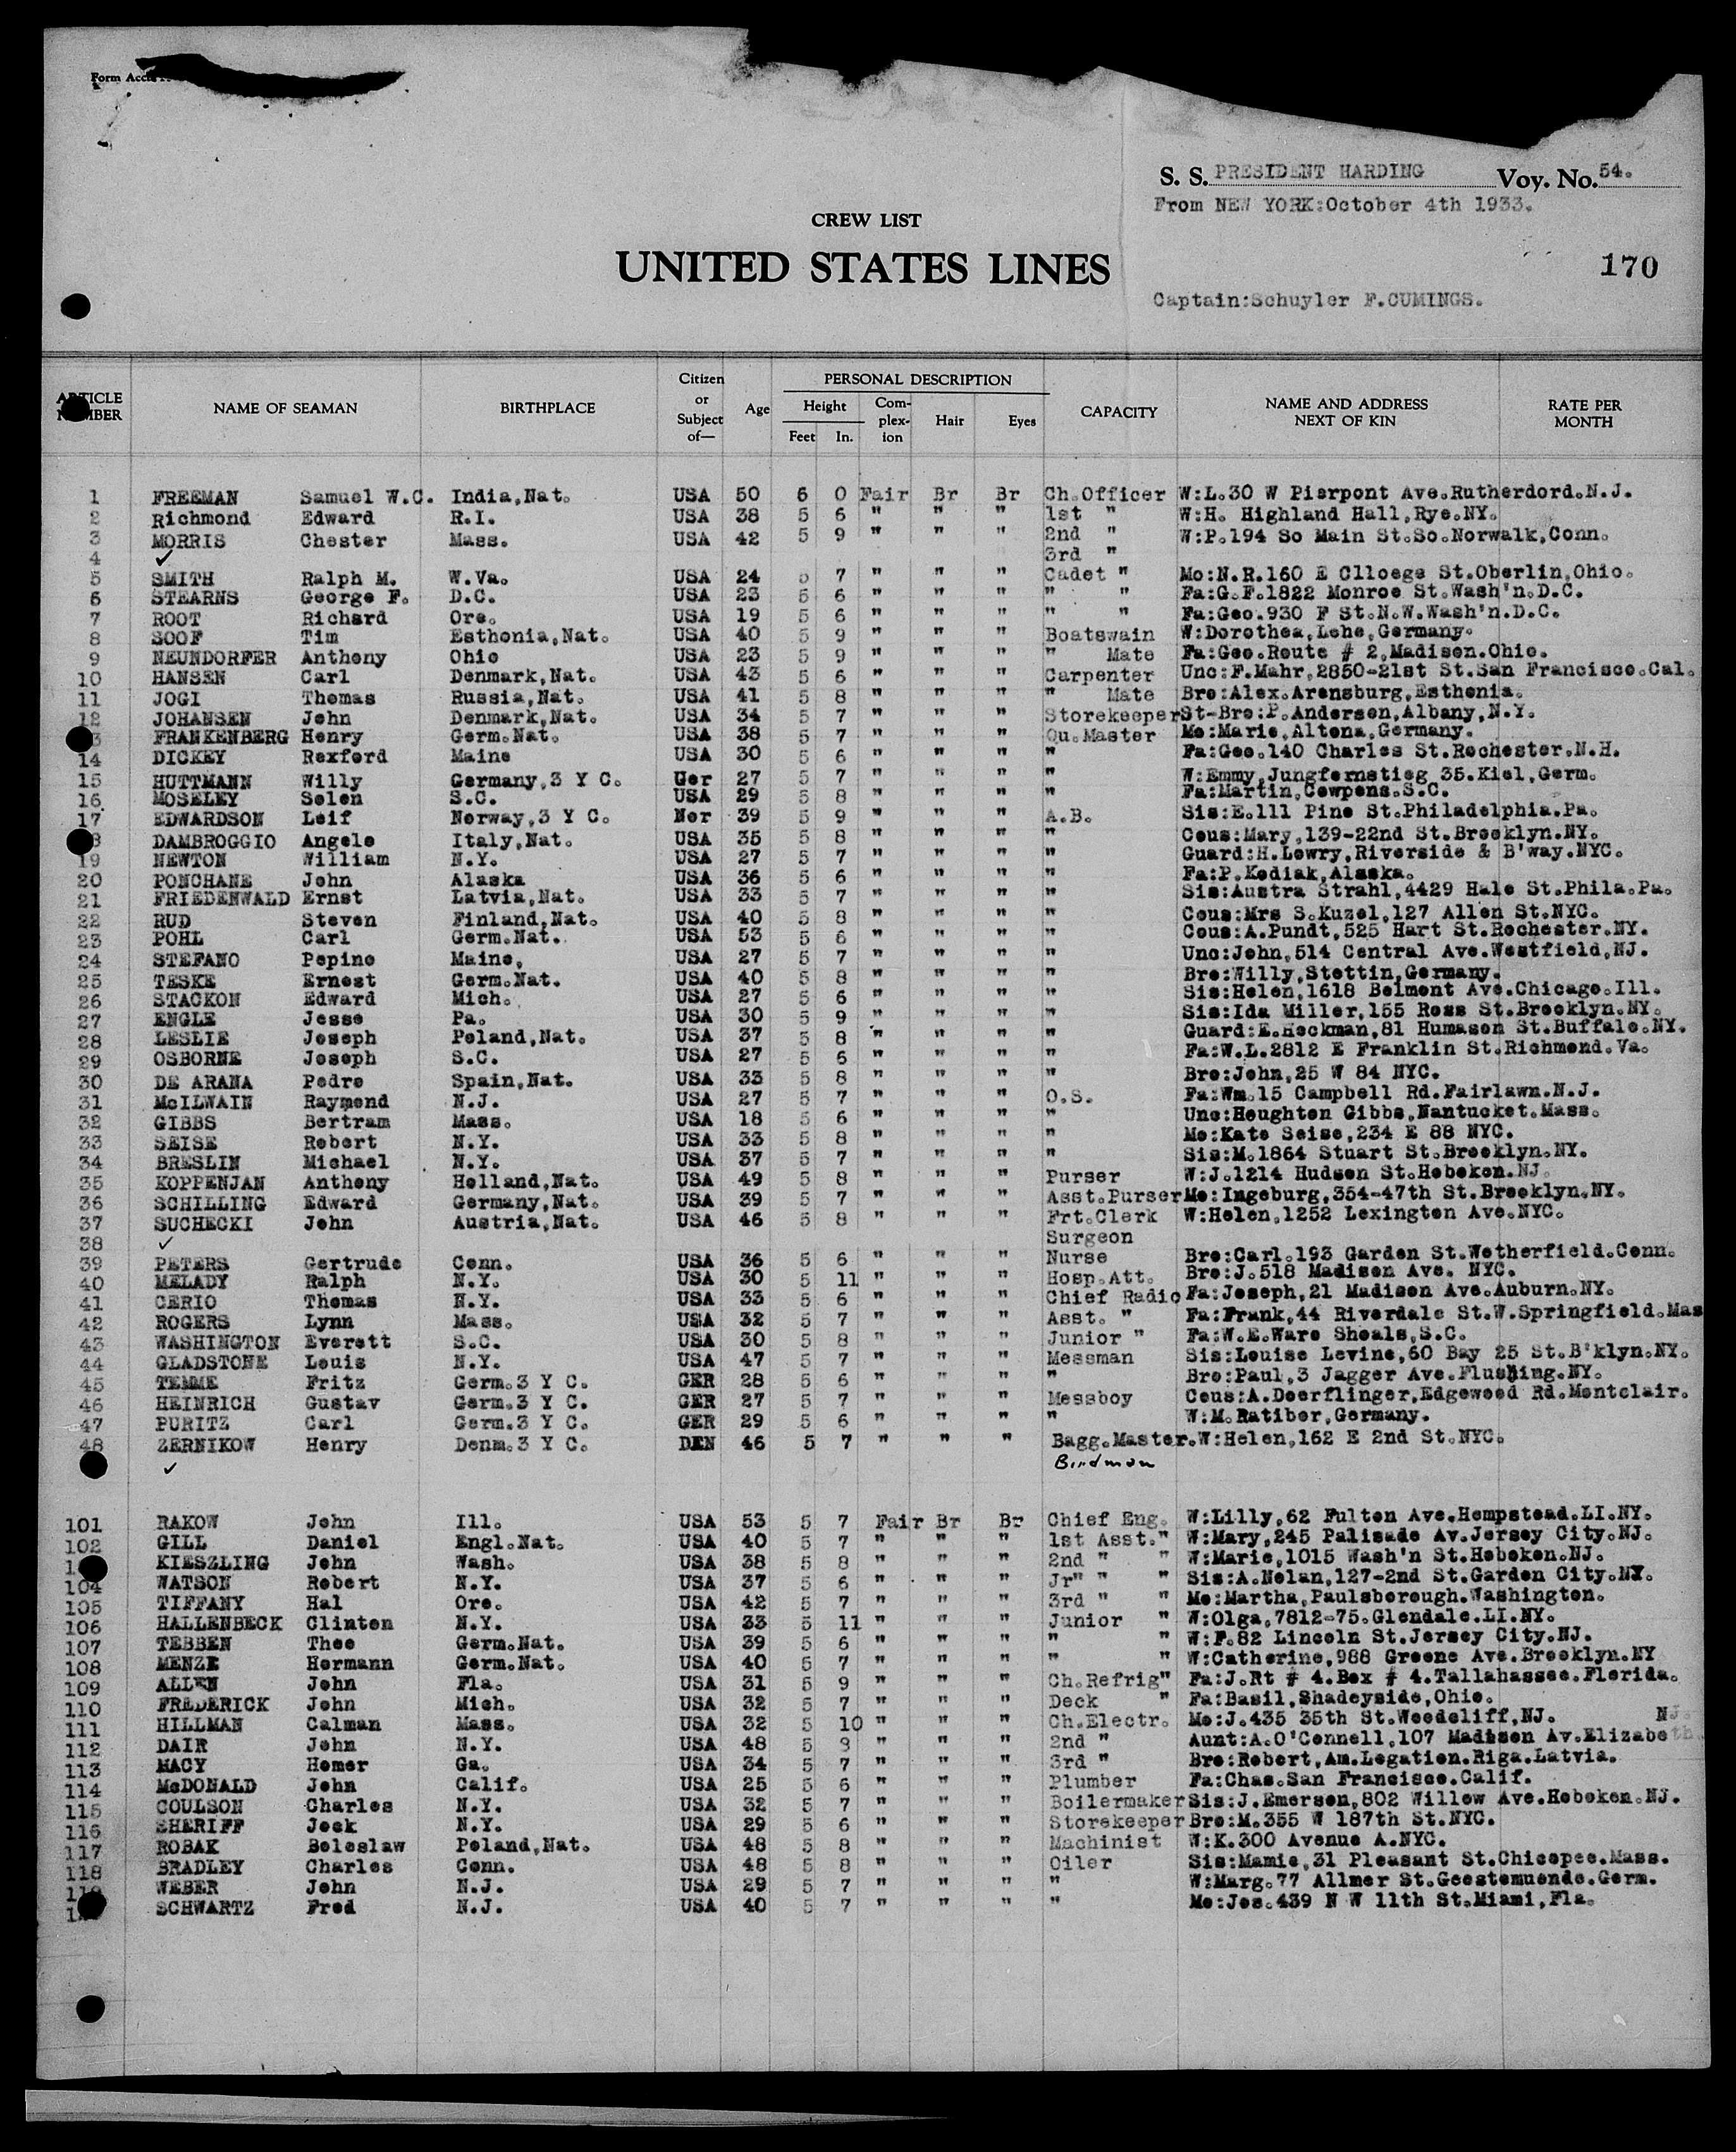 Form Acctg
S. S. PRESIDENT HARDING Voy. No. 54.
From NEW YORK:October 4th 1933.
CREW LIST
UNITED STATES LINES
170
Captain:Schuyler F.CUMINGS.
ARTICLE NUMBER NAME OF SEAMAN BIRTHPLACE Citizen or Subject of— Age PERSONAL DESCRIPTION Height Feet In. Com-plex-ion Hair Eyes CAPACITY NAME AND ADDRESS NEXT OF KIN RATE PER MONTH
1 FREEMAN Samuel W.C. India,Nat. USA 50 6 0 Fair Br Br Ch.Officer W:L.30 W Pierpont Ave.Rutherdord.N.J.
2 Richmond Edward R.I. USA 38 5 6 " " " 1st " W:H. Highland Hall,Rye.NY.
3 MORRIS Chester Mass. USA 42 5 9 " " " 2nd " W:P.194 So Main St.So.Norwalk,Conn.
4 ✓ 3rd "
5 SMITH Ralph M. W.Va. USA 24 5 7 " " " Cadet " Mo:N.R.160 E Clloege St.Oberlin,Ohio.
6 STEARNS George F. D.C. USA 23 5 6 " " " " " Fa:G.F.1822 Monroe St.Wash'n.D.C.
7 ROOT Richard Ore. USA 19 5 6 " " " " Fa:Geo.930 F St.N.W.Wash'n.D.C.
8 SOOF Tim Esthonia,Nat. USA 40 5 9 " " " Boatswain W:Dorothea,Lehe,Germany.
9 NEUNDORFER Anthony Ohio USA 23 5 9 " " " " Mate Fa:Geo.Route # 2,Madison.Ohio.
10 HANSEN Carl Denmark,Nat. USA 43 5 6 " " " Carpenter Unc:F.Mahr,2850-21st St.San Francisco.Cal.
11 JOGI Thomas Russia,Nat. USA 41 5 8 " " " " Mate Bro:Alex.Arensburg,Esthonia.
12 JOHANSEN John Denmark,Nat. USA 34 5 7 " " " Storekeeper St-Bro:P.Andersen,Albany,N.Y.
3 FRANKENBERG Henry Germ.Nat. USA 38 5 7 " " " Qu.Master Mo:Marie,Altona,Germany.
14 DICKEY Rexford Maine USA 30 5 6 " " " " Fa:Geo.140 Charles St.Rochester.N.H.
15 HUTTMANN Willy Germany,3 Y C. Ger 27 5 7 " " " " W:Emmy,Jungfernstieg 35.Kiel,Germ.
16 MOSELEY Solen S.C. USA 29 5 8 " " " " Fa:Martin,Cowpens.S.C.
17 EDWARDSON Leif Norway,3 Y C. Nor 39 5 9 " " " A.B. Sis:E.111 Pine St.Philadelphia.Pa.
8 DAMBROGGIO Angelo Italy,Nat. USA 35 5 8 " " " " Cous:Mary,139-22nd St.Brooklyn.NY.
19 NEWTON William N.Y. USA 27 5 7 " " " " Guard:H.Lowry,Riverside & B'way.NYC.
20 PONCHANE John Alaska USA 36 5 6 " " " " Fa:P.Kodiak,Alaska.
21 FRIEDENWALD Ernst Latvia,Nat. USA 33 5 7 " " " " Sis:Austra Strahl,4429 Hale St.Phila.Pa.
22 RUD Steven Finland,Nat. USA 40 5 8 " " " " Cous:Mrs S.Kuzel,127 Allen St.NYC.
23 POHL Carl Germ.Nat. USA 53 5 6 " " " " Cous:A.Pundt,525 Hart St.Rochester.NY.
24 STEFANO Pepino Maine, USA 27 5 7 " " " " Unc:John,514 Central Ave.Westfield,NJ.
25 TESKE Ernest Germ.Nat. USA 40 5 8 " " " " Bro:Willy,Stettin,Germany.
26 STACKON Edward Mich. USA 27 5 6 " " " " Sis:Helen,1618 Belmont Ave.Chicago.Ill.
27 ENGLE Jesse Pa. USA 30 5 9 " " " " Sis:Ida Miller,155 Ross St.Brooklyn.NY.
28 LESLIE Joseph Poland,Nat. USA 37 5 8 " " " " Guard:E.Heckman,81 Humason St.Buffalo.NY.
29 OSBORNE Joseph S.C. USA 27 5 6 " " " " Fa:W.L.2812 E Franklin St.Richmond.Va.
30 DE ARANA Pedro Spain,Nat. USA 33 5 8 " " " " Bro:John,25 W 84 NYC.
31 McILWAIN Raymond N.J. USA 27 5 7 " " " O.S. Fa:Wm.15 Campbell Rd.Fairlawn.N.J.
32 GIBBS Bertram Mass. USA 18 5 6 " " " " Unc:Houghton Gibbs,Nantucket.Mass.
33 SEISE Robert N.Y. USA 33 5 8 " " " " Mo:Kate Seise,234 E 88 NYC.
34 BRESLIN Michael N.Y. USA 37 5 7 " " " " Sis:M.1864 Stuart St.Brooklyn.NY.
35 KOPPENJAN Anthony Holland,Nat. USA 49 5 8 " " " Purser W:J.1214 Hudson St.Hoboken.NJ.
36 SCHILLING Edward Germany,Nat. USA 39 5 7 " " " Asst.Purser Mo:Ingeburg,354-47th St.Brooklyn.NY.
37 SUCHECKI John Austria,Nat. USA 46 5 8 " " " Frt.Clerk W:Helen,1252 Lexington Ave.NYC.
38 ✓ Surgeon
39 PETERS Gertrude Conn. USA 36 5 6 " " " Nurse Bro:Carl.193 Garden St.Wetherfield.Conn.
40 MELADY Ralph N.Y. USA 30 5 11 " " " Hosp.Att. Bro:J.518 Madison Ave. NYC.
41 CERIO Thomas N.Y. USA 33 5 6 " " " Chief Radio Fa:Joseph,21 Madison Ave.Auburn.NY.
42 ROGERS Lynn Mass. USA 32 5 7 " " " Asst. " Fa:Frank,44 Riverdale St.W.Springfield.Mas
43 WASHINGTON Everett S.C. USA 30 5 8 " " " Junior " Fa:W.E.Ware Shoals,S.C.
44 GLADSTONE Louis N.Y. USA 47 5 7 " " " Messman Sis:Louise Levine,60 Bay 25 St.B'klyn.NY.
45 TEMME Fritz Germ.3 Y C. GER 28 5 6 " " " " Bro:Paul,3 Jagger Ave.Flushing.NY.
46 HEINRICH Gustav Germ.3 Y C. GER 27 5 7 " " " Messboy Cous:A.Doerflinger,Edgewood Rd.Montclair.
47 PURITZ Carl Germ.3 Y C. GER 29 5 6 " " " " W:M.Ratibor,Germany.
48 ZERNIKOW Henry Denm.3 Y C. DEN 46 5 7 " " " Bagg.Master. W:Helen,162 E 2nd St.NYC.
✓ Birdman
101 RAKOW John Ill. USA 53 5 7 Fair Br Br Chief Eng. W:Lilly,62 Fulton Ave.Hempstead.LI.NY.
102 GILL Daniel Engl.Nat. USA 40 5 7 " " " 1st Asst." W:Mary,245 Palisade Av.Jersey City.NJ.
1 KIESZLING John Wash. USA 38 5 8 " " " 2nd " " W:Marie,1015 Wash'n St.Hoboken.NJ.
104 WATSON Robert N.Y. USA 37 5 6 " " " Jr" " " Sis:A.Nolan,127-2nd St.Garden City.NY.
105 TIFFANY Hal Ore. USA 42 5 7 " " " 3rd " " Mo:Martha,Paulsborough.Washington.
106 HALLENBECK Clinton N.Y. USA 33 5 11 " " " Junior " W:Olga,7812-75.Glendale.LI.NY.
107 TEBBEN Theo Germ.Nat. USA 39 5 6 " " " " " W:F.82 Lincoln St.Jersey City.NJ.
108 MENZE Hermann Germ.Nat. USA 40 5 7 " " " " " W:Catherine,988 Greene Ave.Brooklyn.NY
109 ALLEN John Fla. USA 31 5 9 " " " Ch.Refrig" Fa:J.Rt # 4.Box # 4.Tallahassee.Florida.
110 FREDERICK John Mich. USA 32 5 7 " " " Deck " Fa:Basil,Shadeyside,Ohio.
111 HILLMAN Calman Mass. USA 32 5 10 " " " Ch.Electr. Mo:J.435 35th St.Woodcliff,NJ. NJ.
112 DAIR John N.Y. USA 48 5 8 " " " 2nd " Aunt:A.O'Connell,107 Madison Av.Elizabeth
113 MACY Homer Ga. USA 34 5 7 " " " 3rd " Bro:Robert,Am.Legation.Riga.Latvia.
114 McDONALD John Calif. USA 25 5 6 " " " Plumber Fa:Chas.San Francisco.Calif.
115 COULSON Charles N.Y. USA 32 5 7 " " " Boilermaker Sis:J.Emerson,802 Willow Ave.Hoboken.NJ.
116 SHERIFF Jock N.Y. USA 29 5 6 " " " Storekeeper Bro:M.355 W 187th St.NYC.
117 ROBAK Boleslaw Poland,Nat. USA 48 5 8 " " " Machinist W:K.300 Avenue A.NYC.
118 BRADLEY Charles Conn. USA 48 5 8 " " " Oiler Sis:Mamie,31 Pleasant St.Chicopee.Mass.
119 WEBER John N.J. USA 29 5 7 " " " " W:Marg.77 Allmer St.Geestemuende.Germ.
1 SCHWARTZ Fred N.J. USA 40 5 7 " " " " Mo:Jos.439 N W 11th St.Miami,Fla.